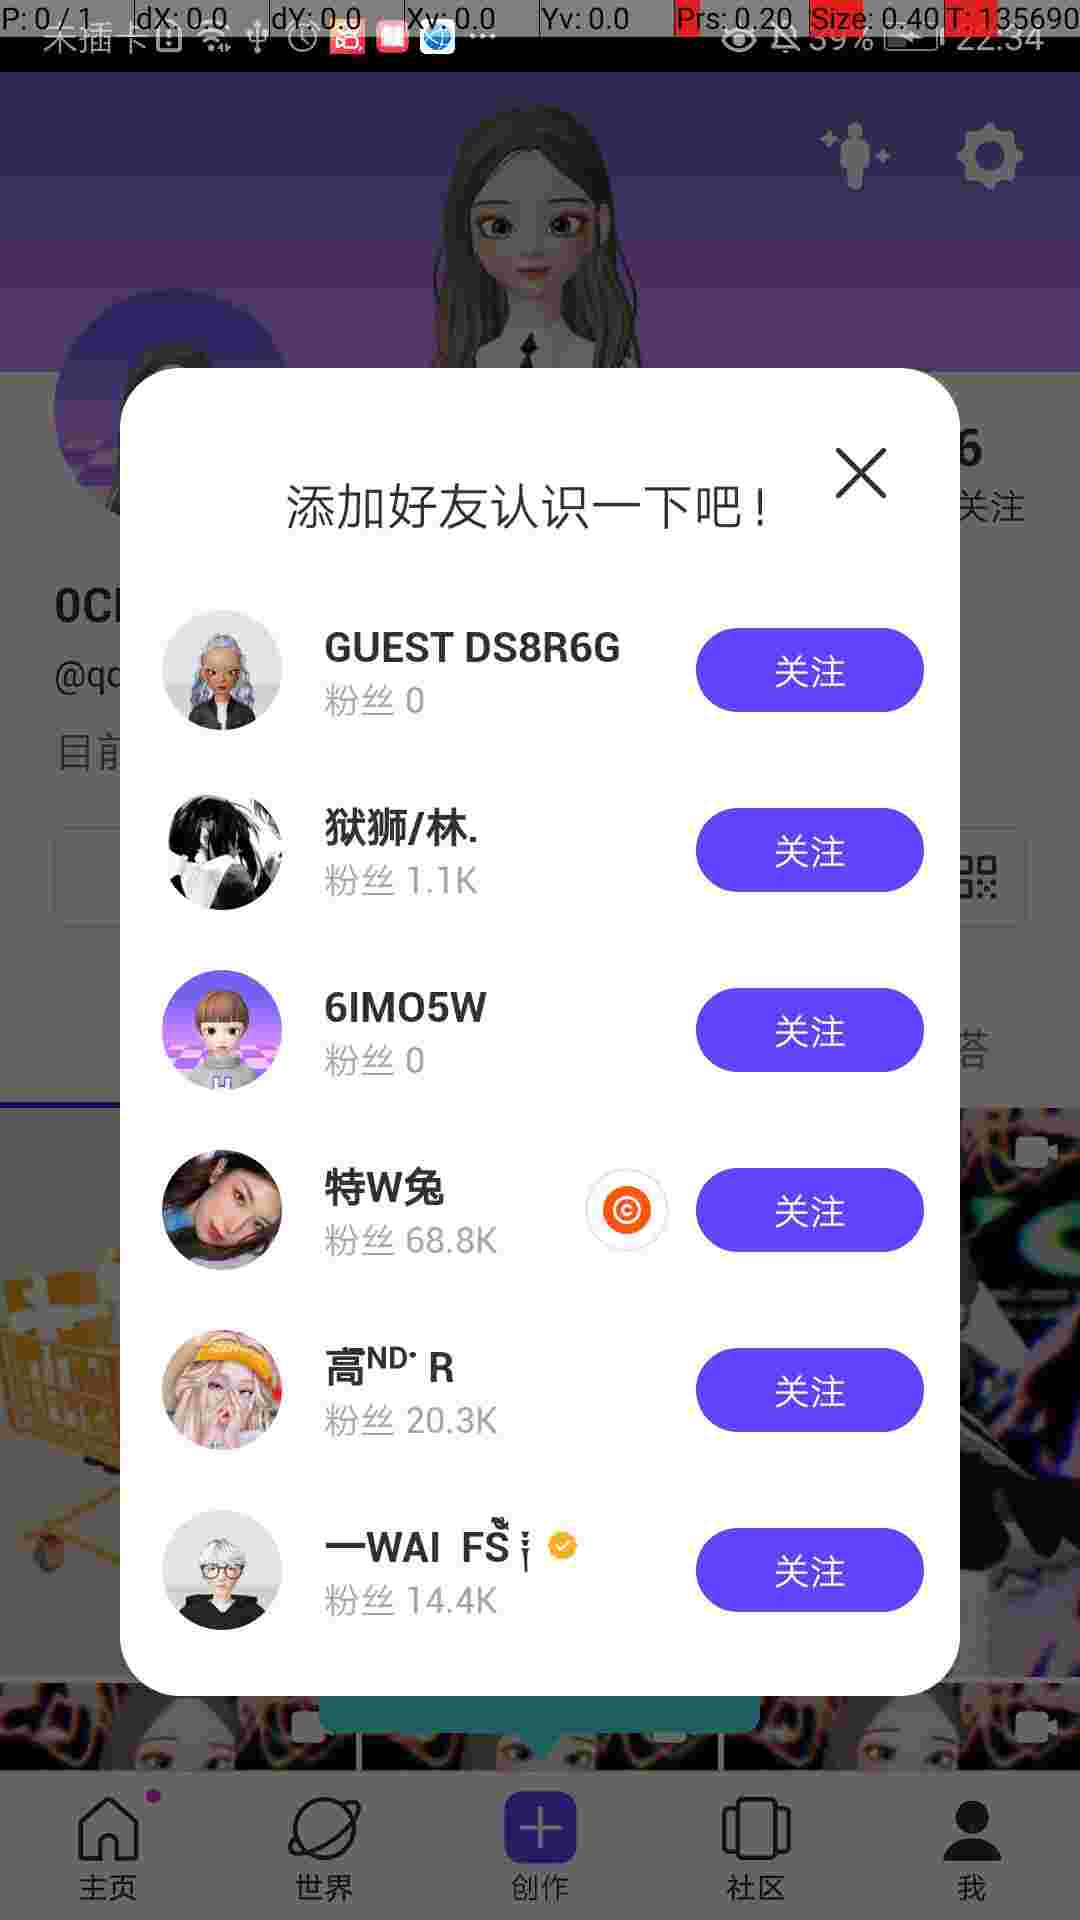 P: 0 / 1 dX: 0.0 dY: 0.0 Xv: 0.0 Yv: 0.0 Prs: 0.20 Size: 0.40 T: 135690
未插卡 39% 22:34
6
关注
添加好友认识一下吧!
GUEST DS8R6G
粉丝 0
关注
狱狮/林.
粉丝 1.1K
关注
6IMO5W
粉丝 0
关注
特W兔
粉丝 68.8K
关注
高ᴺᴰ· R
粉丝 20.3K
关注
一WAI FS
粉丝 14.4K
关注
目前
答
主页 世界 创作 社区 我